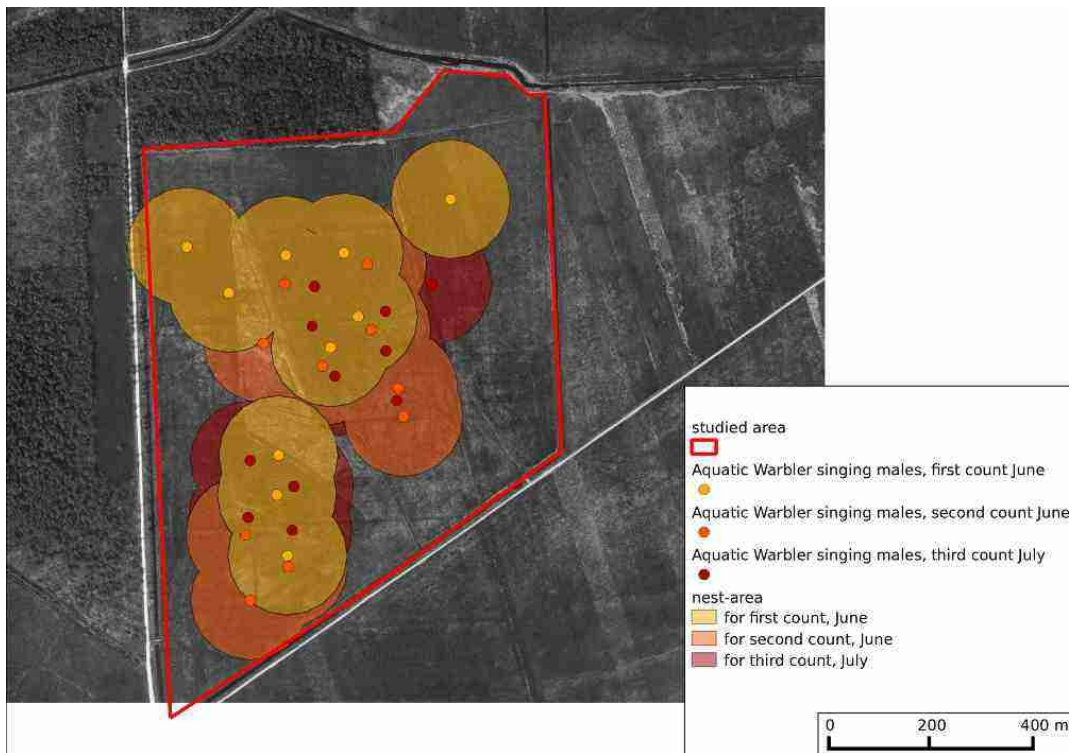 studied area
Aquatic Warbler singing males, first count June
Aquatic Warbler singing males, second count June
Aquatic Warbler singing males, third count July
nest-area
for first count, June
for second count, June
for third count, July
0 200 400 m